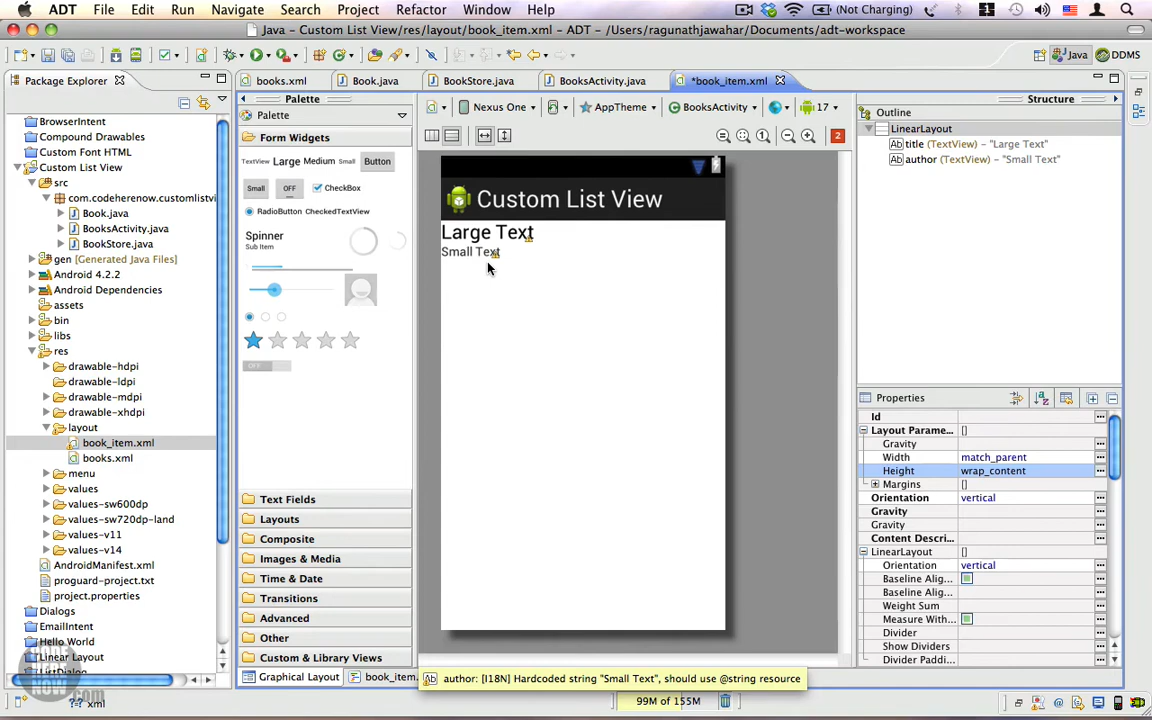 ADT File Edit Run Navigate Search Project Refactor Window Help (Not Charging)
Java – Custom List View/res/layout/book_item.xml – ADT – /Users/ragunathjawahar/Documents/adt-workspace
Java DDMS
Package Explorer
BrowserIntent
Compound Drawables
Custom Font HTML
Custom List View
src
com.codeherenow.customlistvi
Book.java
BooksActivity.java
BookStore.java
gen [Generated Java Files]
Android 4.2.2
Android Dependencies
assets
bin
libs
res
drawable-hdpi
drawable-ldpi
drawable-mdpi
drawable-xhdpi
layout
book_item.xml
books.xml
menu
values
values-sw600dp
values-sw720dp-land
values-v11
values-v14
AndroidManifest.xml
proguard-project.txt
project.properties
Dialogs
EmailIntent
Hello World
Linear Layout
ListDialog
CODE
HERE
NOW.com
books.xml Book.java BookStore.java BooksActivity.java *book_item.xml
Palette
Palette
Form Widgets
TextView Large Medium Small Button
Small OFF CheckBox
RadioButton CheckedTextView
Spinner
Sub Item
OFF
Text Fields
Layouts
Composite
Images & Media
Time & Date
Transitions
Advanced
Other
Custom & Library Views
Graphical Layout book_item.
Nexus One AppTheme BooksActivity 17
1 2
Custom List View
Large Text
Small Text
author: [I18N] Hardcoded string "Small Text", should use @string resource
Structure
Outline
LinearLayout
Ab title (TextView) – "Large Text"
Ab author (TextView) – "Small Text"
Properties
Id
Layout Parame... []
Gravity
Width match_parent
Height wrap_content
Margins []
Orientation vertical
Gravity
Gravity
Content Descri...
LinearLayout []
Orientation vertical
Baseline Alig...
Baseline Alig...
Weight Sum
Measure With...
Divider
Show Dividers
Divider Paddi...
xml
99M of 155M